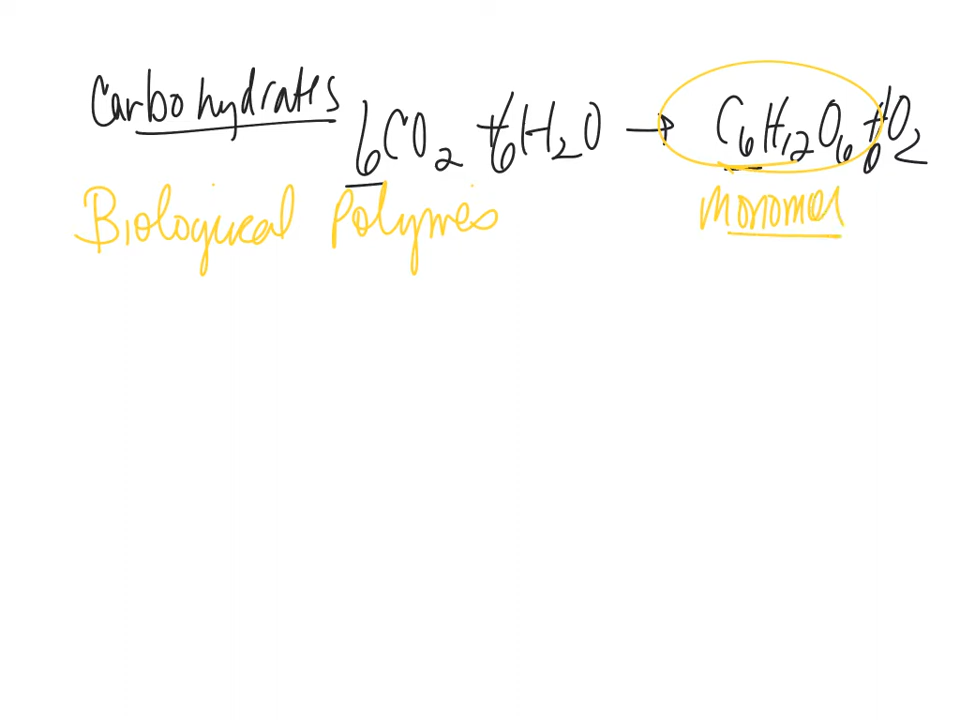 Carbohydrates 6CO2 + 6H2O → C6H12O6 + 6O2
Biological Polymers monomer